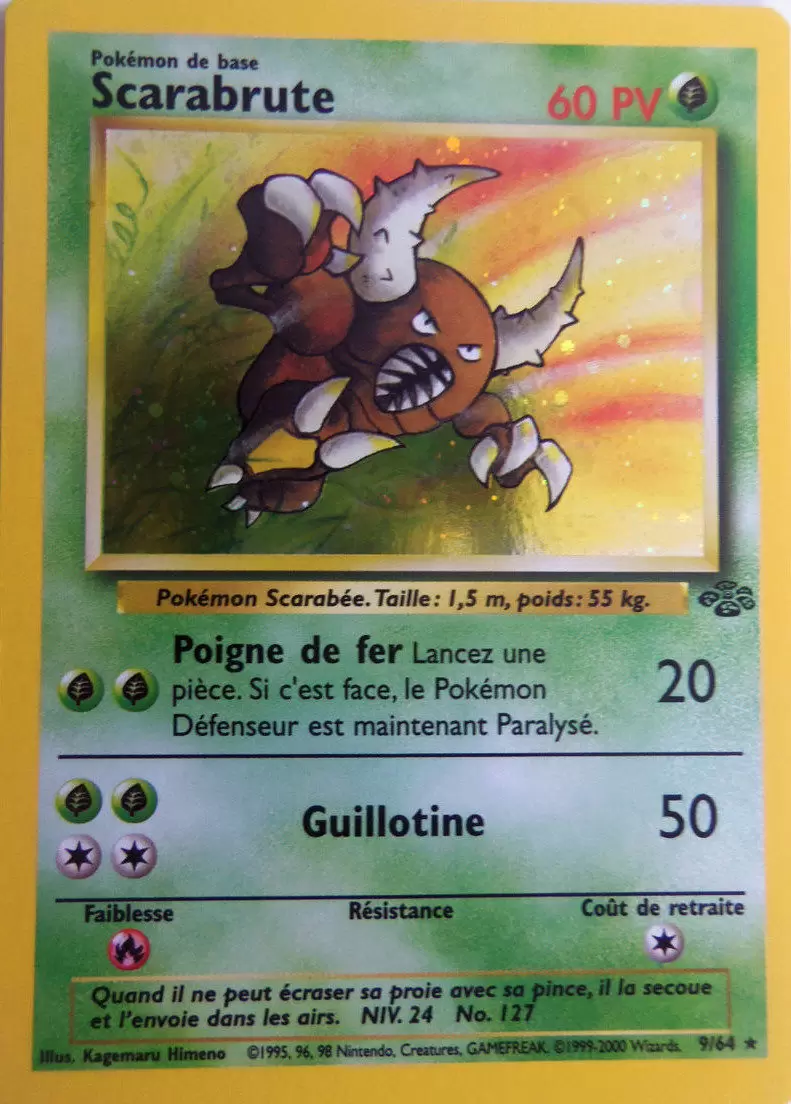 Pokémon de base
Scarabrute
60 PV
Pokémon Scarabée. Taille: 1,5 m, poids: 55 kg.
Poigne de fer Lancez une
pièce. Si c'est face, le Pokémon
Défenseur est maintenant Paralysé.
20
Guillotine
50
Faiblesse Résistance Coût de retraite
Quand il ne peut écraser sa proie avec sa pince, il la secoue
et l'envoie dans les airs. NIV. 24 No. 127
Illus. Kagemaru Himeno ©1995, 96, 98 Nintendo, Creatures, GAMEFREAK. ©1999-2000 Wizards. 9/64 ★